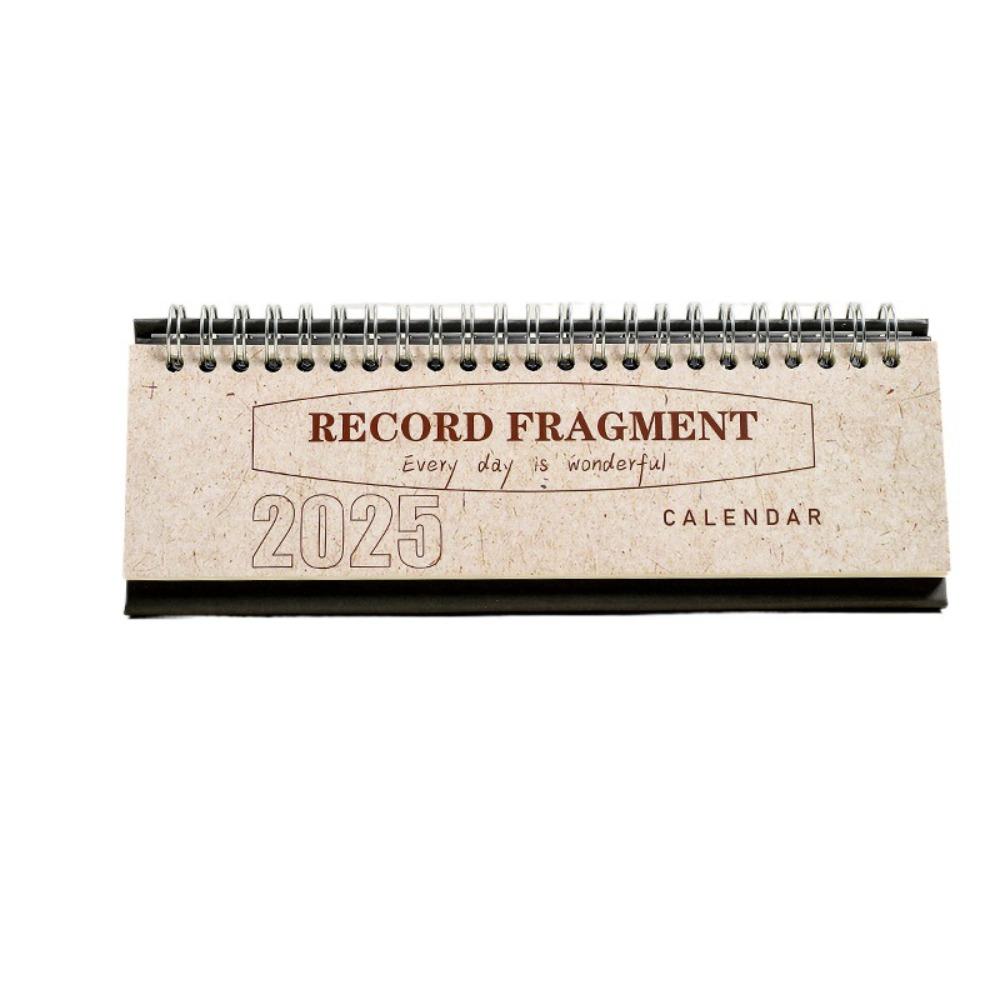 RECORD FRAGMENT
Every day is wonderful
2025
CALENDAR